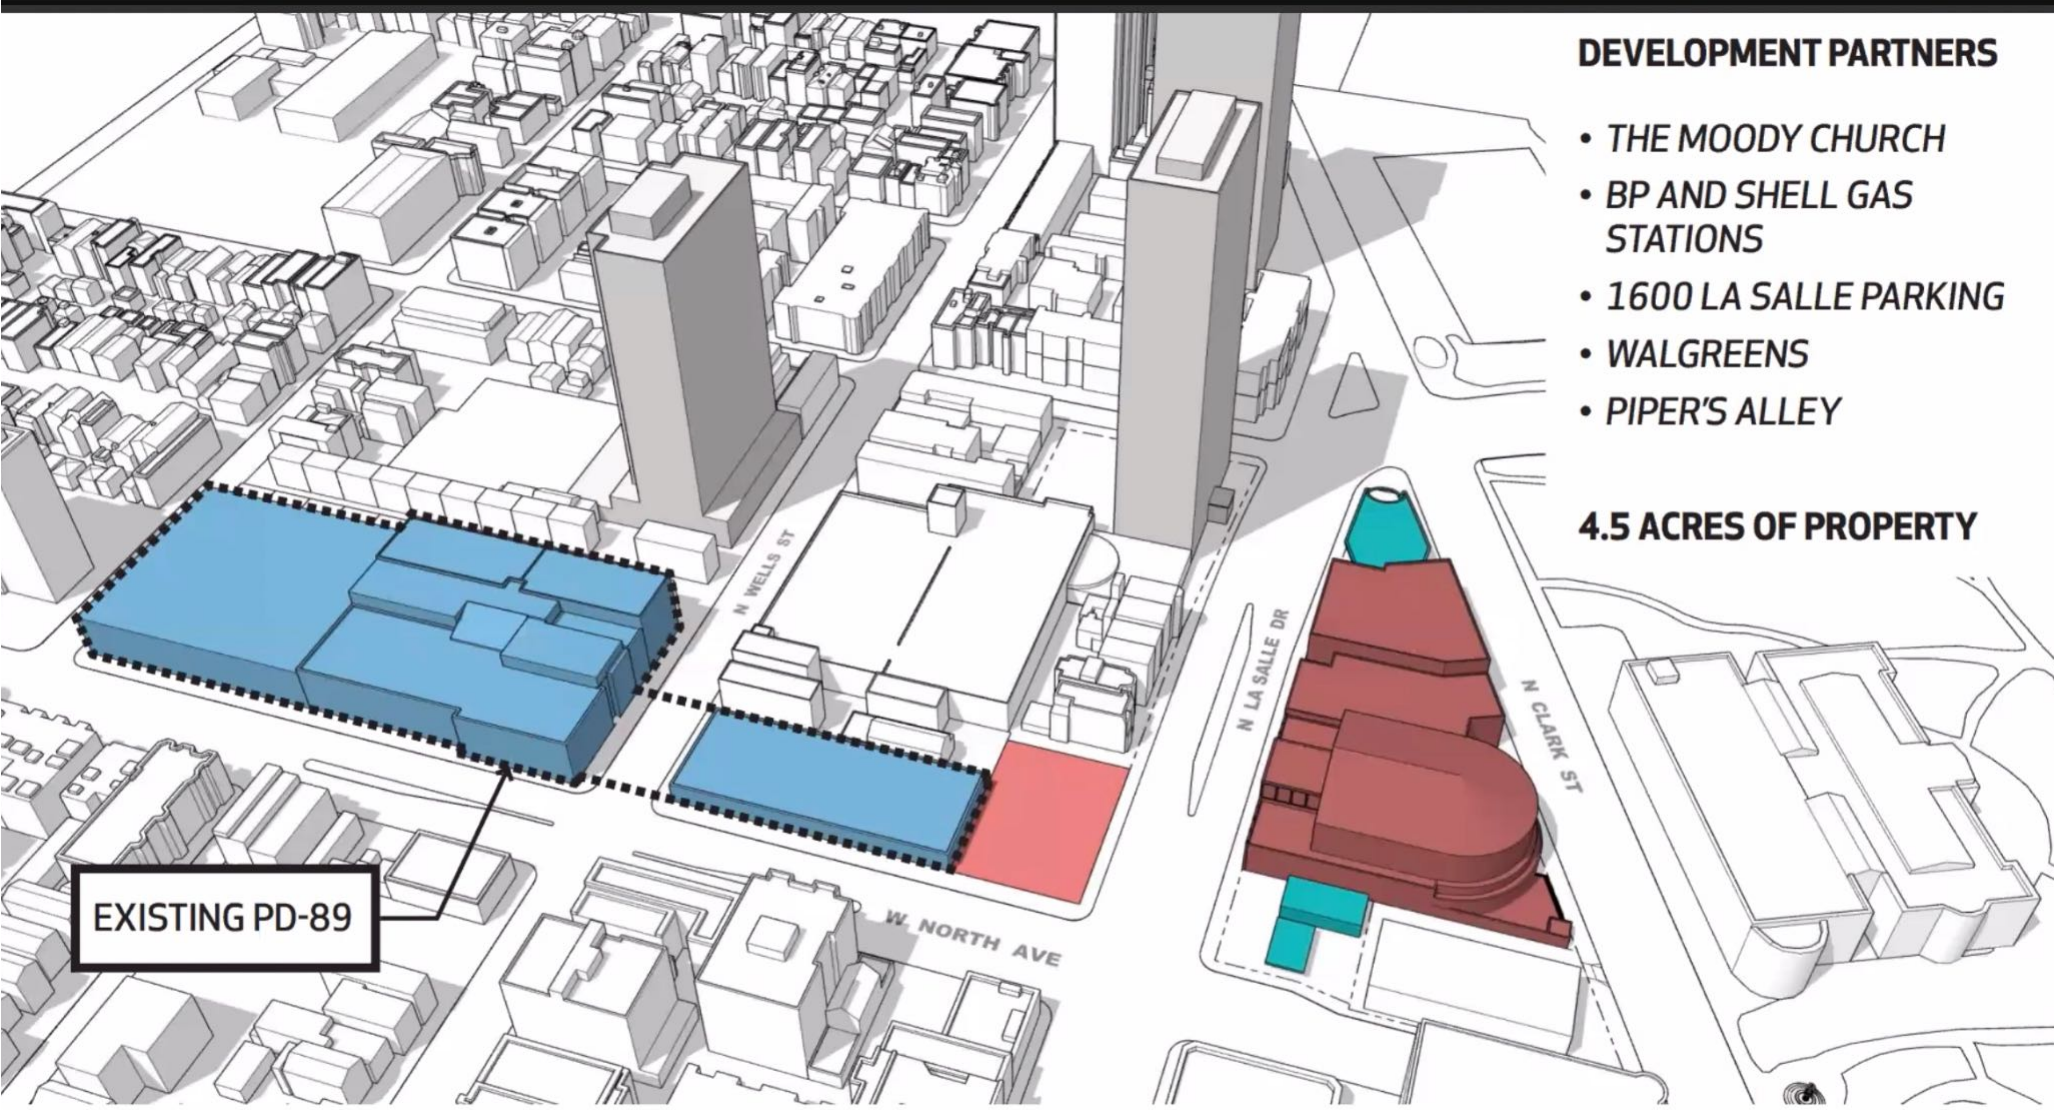 DEVELOPMENT PARTNERS
• THE MOODY CHURCH
• BP AND SHELL GAS
STATIONS
• 1600 LA SALLE PARKING
• WALGREENS
• PIPER'S ALLEY
4.5 ACRES OF PROPERTY
N WELLS ST
N LA SALLE DR
N CLARK ST
EXISTING PD-89
W NORTH AVE